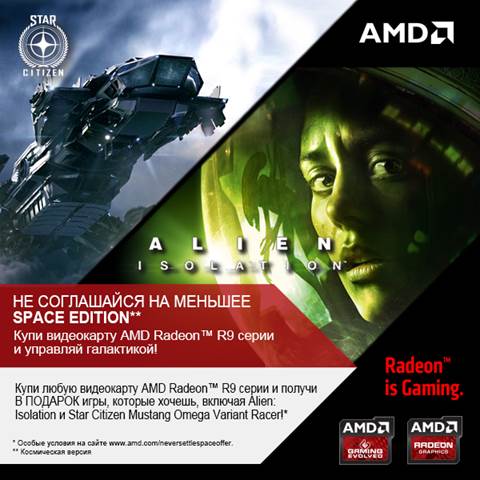 STAR
CITIZEN
AMD
ALIEN
ISOLATION™
НЕ СОГЛАШАЙСЯ НА МЕНЬШЕЕ
SPACE EDITION**
Купи видеокарту AMD Radeon™ R9 серии
и управляй галактикой!
Купи любую видеокарту AMD Radeon™ R9 серии и получи
В ПОДАРОК игры, которые хочешь, включая Alien:
Isolation и Star Citizen Mustang Omega Variant Racer!*
* Особые условия на сайте www.amd.com/neversettlespaceoffer.
** Космическая версия
Radeon™
is Gaming.
AMD
GAMING
EVOLVED
AMD
RADEON
GRAPHICS